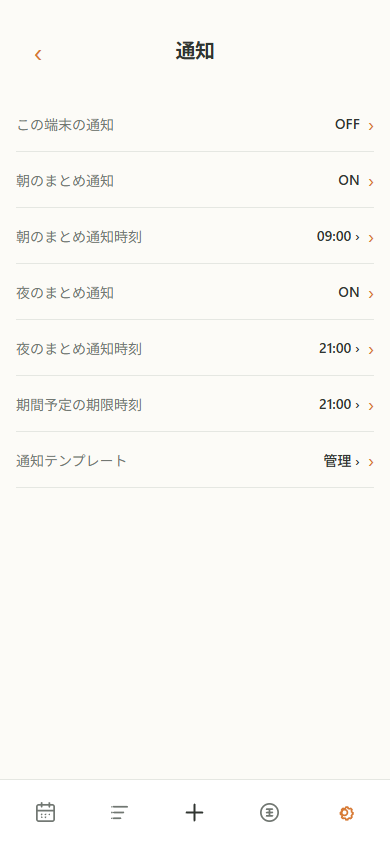 ‹ 通知
この端末の通知 OFF ›
朝のまとめ通知 ON ›
朝のまとめ通知時刻 09:00 › ›
夜のまとめ通知 ON ›
夜のまとめ通知時刻 21:00 › ›
期間予定の期限時刻 21:00 › ›
通知テンプレート 管理 › ›